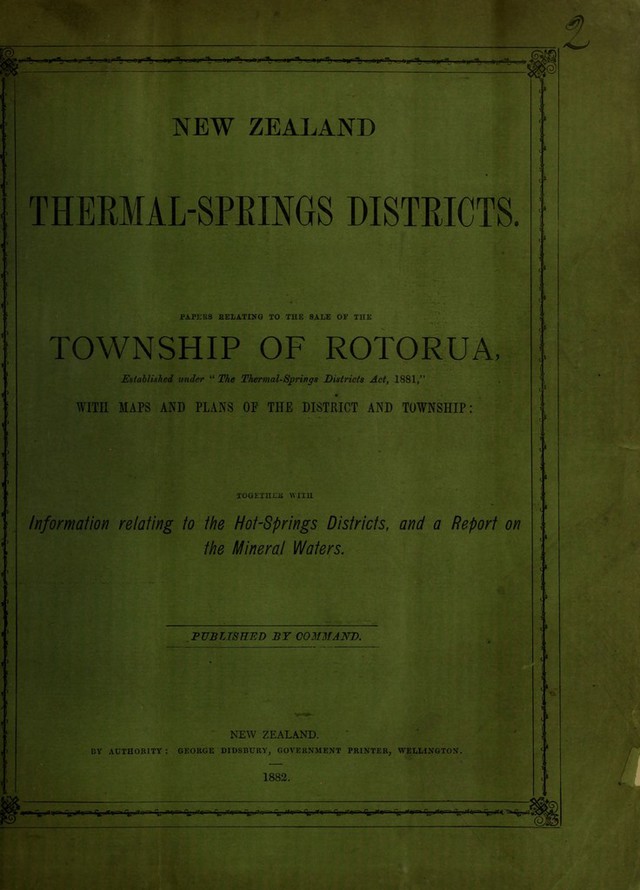 2
NEW ZEALAND
THERMAL-SPRINGS DISTRICTS.
PAPERS RELATING TO THE SALE OF THE
TOWNSHIP OF ROTORUA,
Established under "The Thermal-Springs Districts Act, 1881,"
WITH MAPS AND PLANS OF THE DISTRICT AND TOWNSHIP:
TOGETHER WITH
Information relating to the Hot-Springs Districts, and a Report on
the Mineral Waters.
PUBLISHED BY COMMAND.
NEW ZEALAND.
BY AUTHORITY: GEORGE DIDSBURY, GOVERNMENT PRINTER, WELLINGTON.
1882.